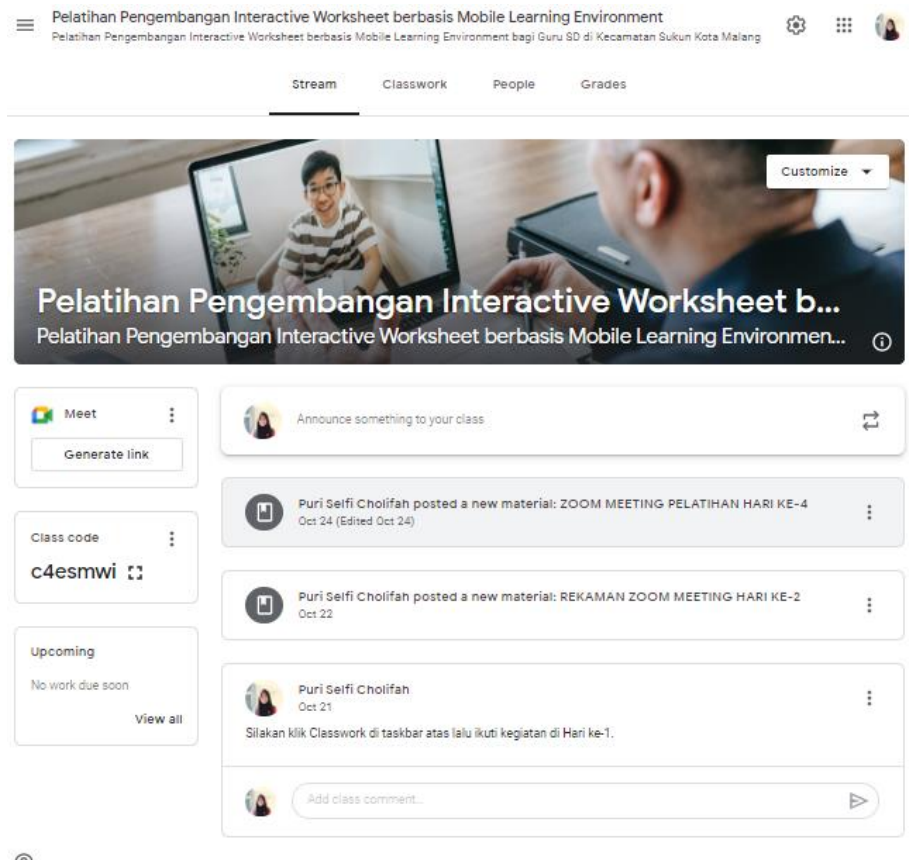 Pelatihan Pengembangan Interactive Worksheet berbasis Mobile Learning Environment
Pelatihan Pengembangan Interactive Worksheet berbasis Mobile Learning Environment bagi Guru SD di Kecamatan Sukun Kota Malang
Stream Classwork People Grades
Customize
Pelatihan Pengembangan Interactive Worksheet b...
Pelatihan Pengembangan Interactive Worksheet berbasis Mobile Learning Environmen...
Meet
Generate link
Class code
c4esmwi
Upcoming
No work due soon
View all
Announce something to your class
Puri Selfi Cholifah posted a new material: ZOOM MEETING PELATIHAN HARI KE-4
Oct 24 (Edited Oct 24)
Puri Selfi Cholifah posted a new material: REKAMAN ZOOM MEETING HARI KE-2
Oct 22
Puri Selfi Cholifah
Oct 21
Silakan klik Classwork di taskbar atas lalu ikuti kegiatan di Hari ke-1.
Add class comment...